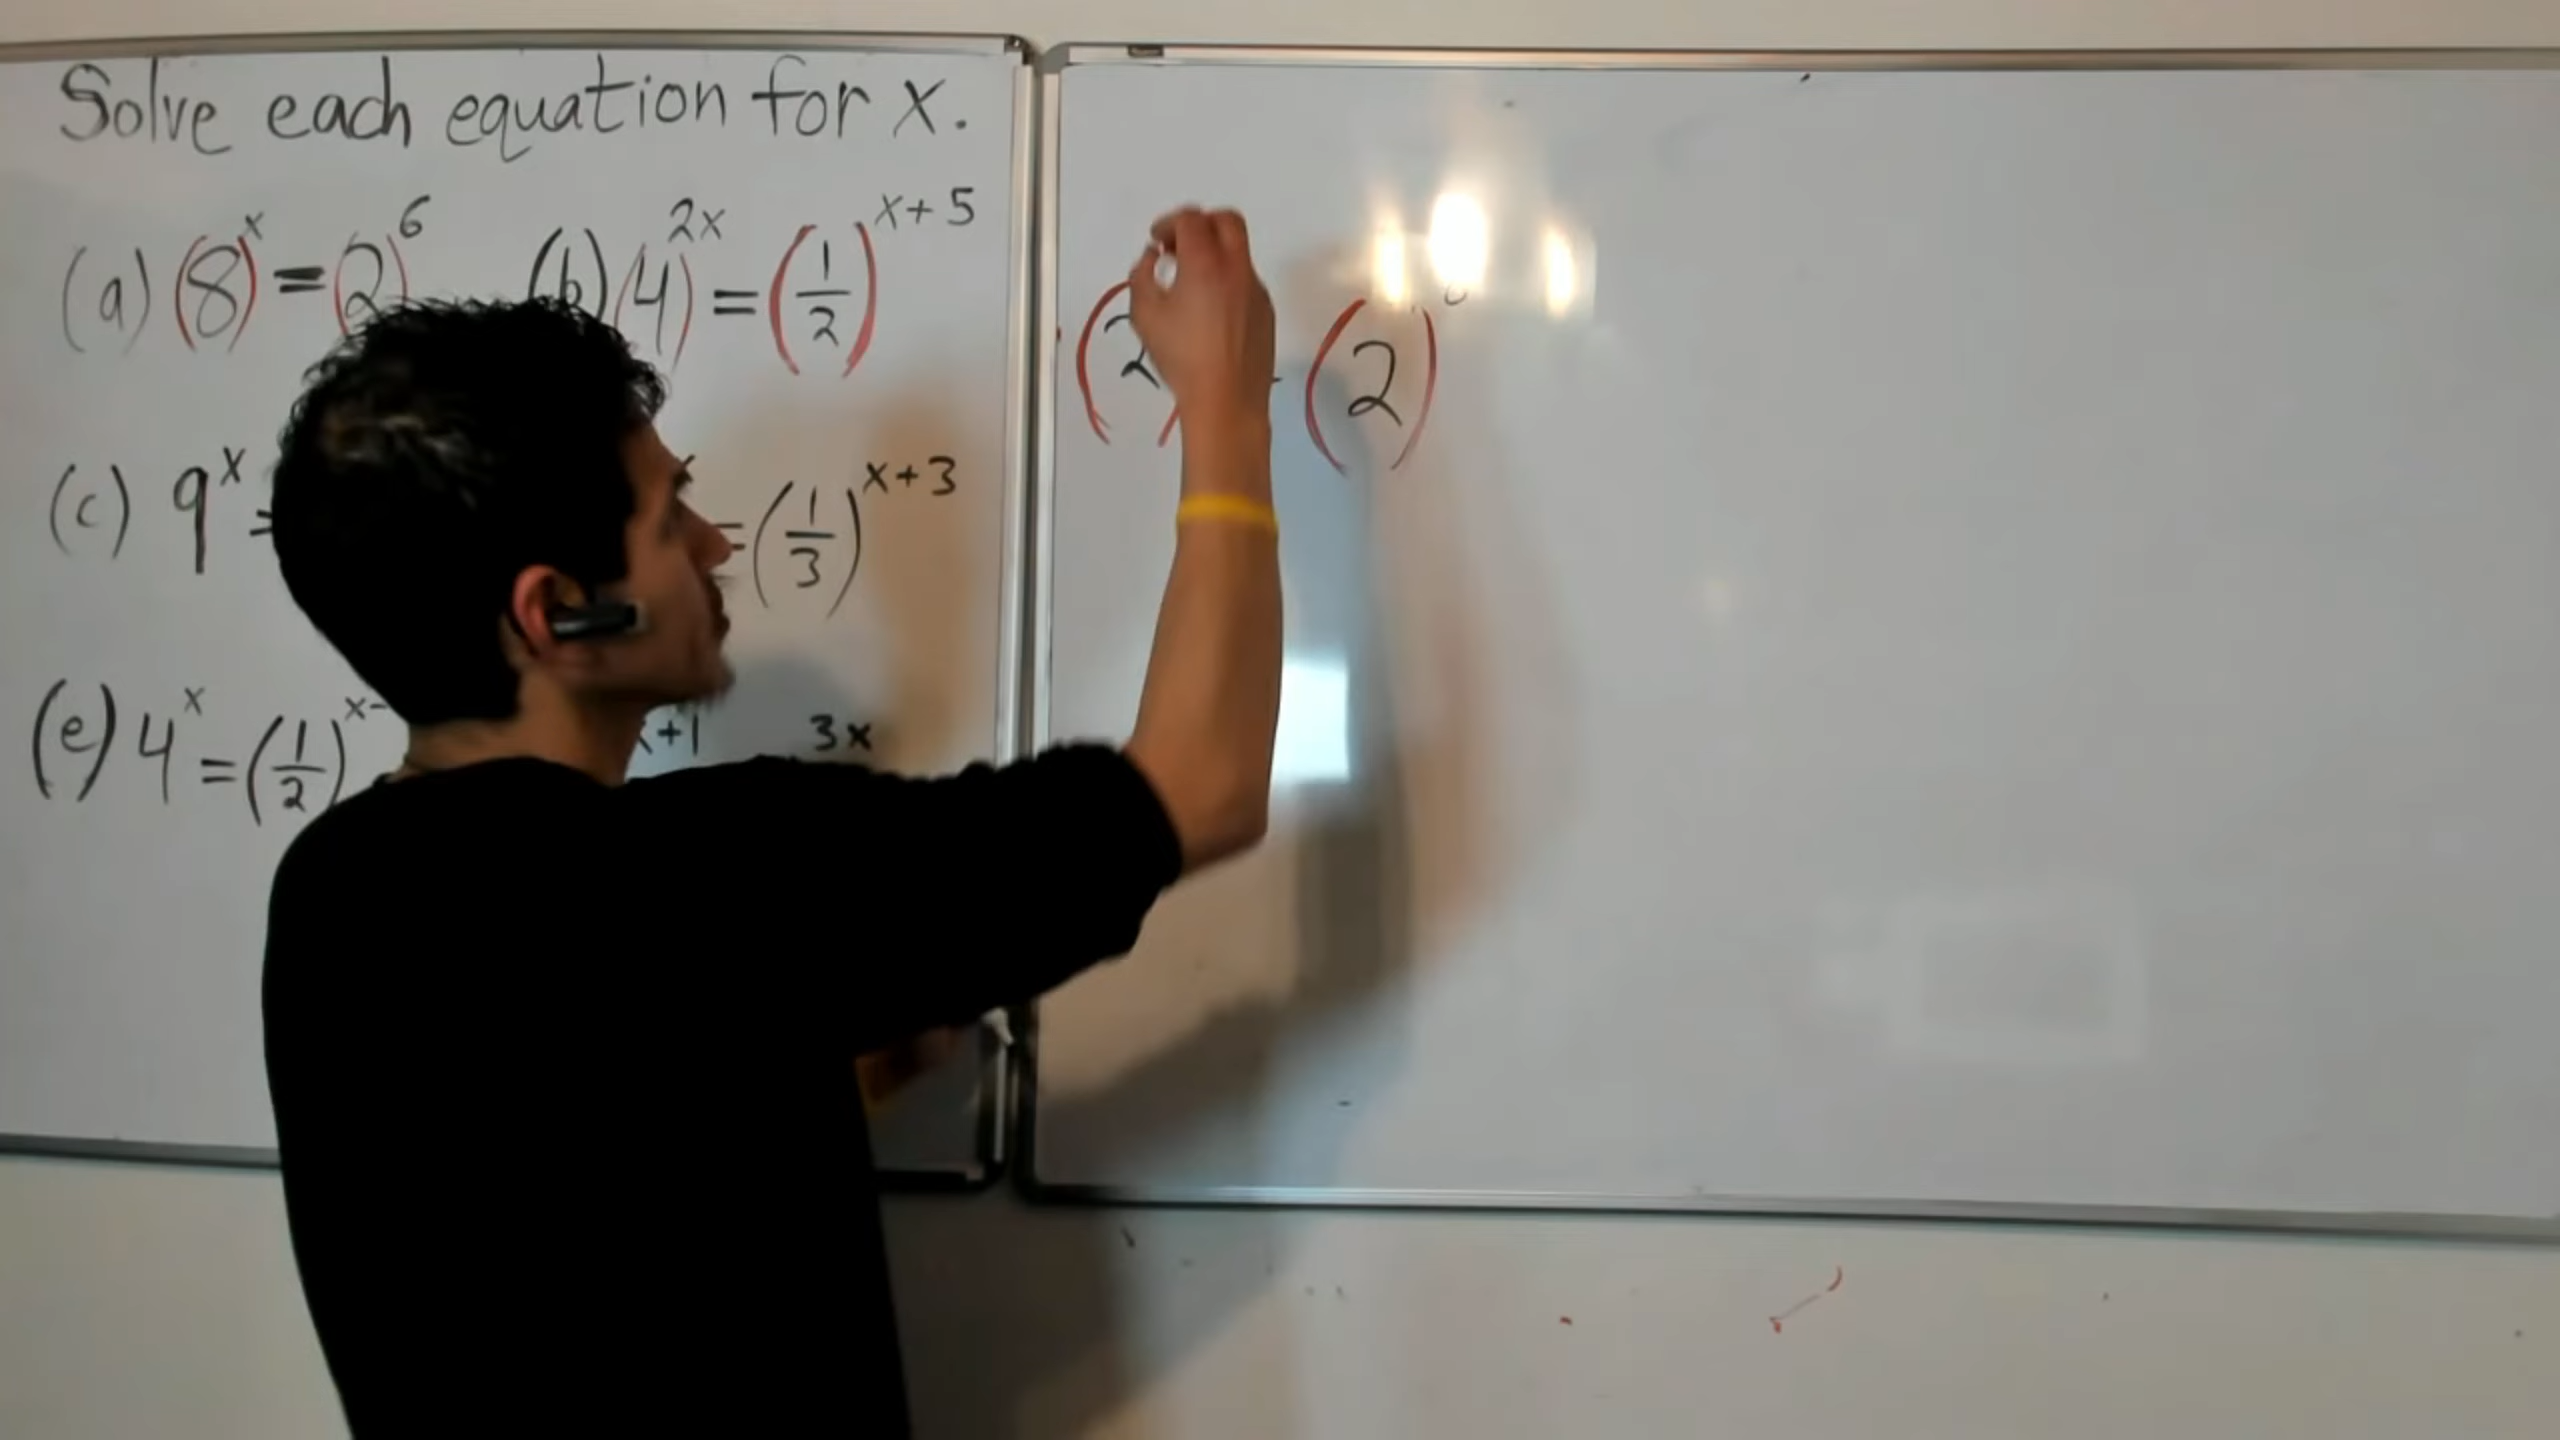 Solve each equation for x.
(a) (8)^x = (2)^6 (b) (4)^2x = (1/2)^x+5
(c) 9^x = = (1/3)^x+3
(e) 4^x = (1/2)^x- +1 3x
(2 (2)